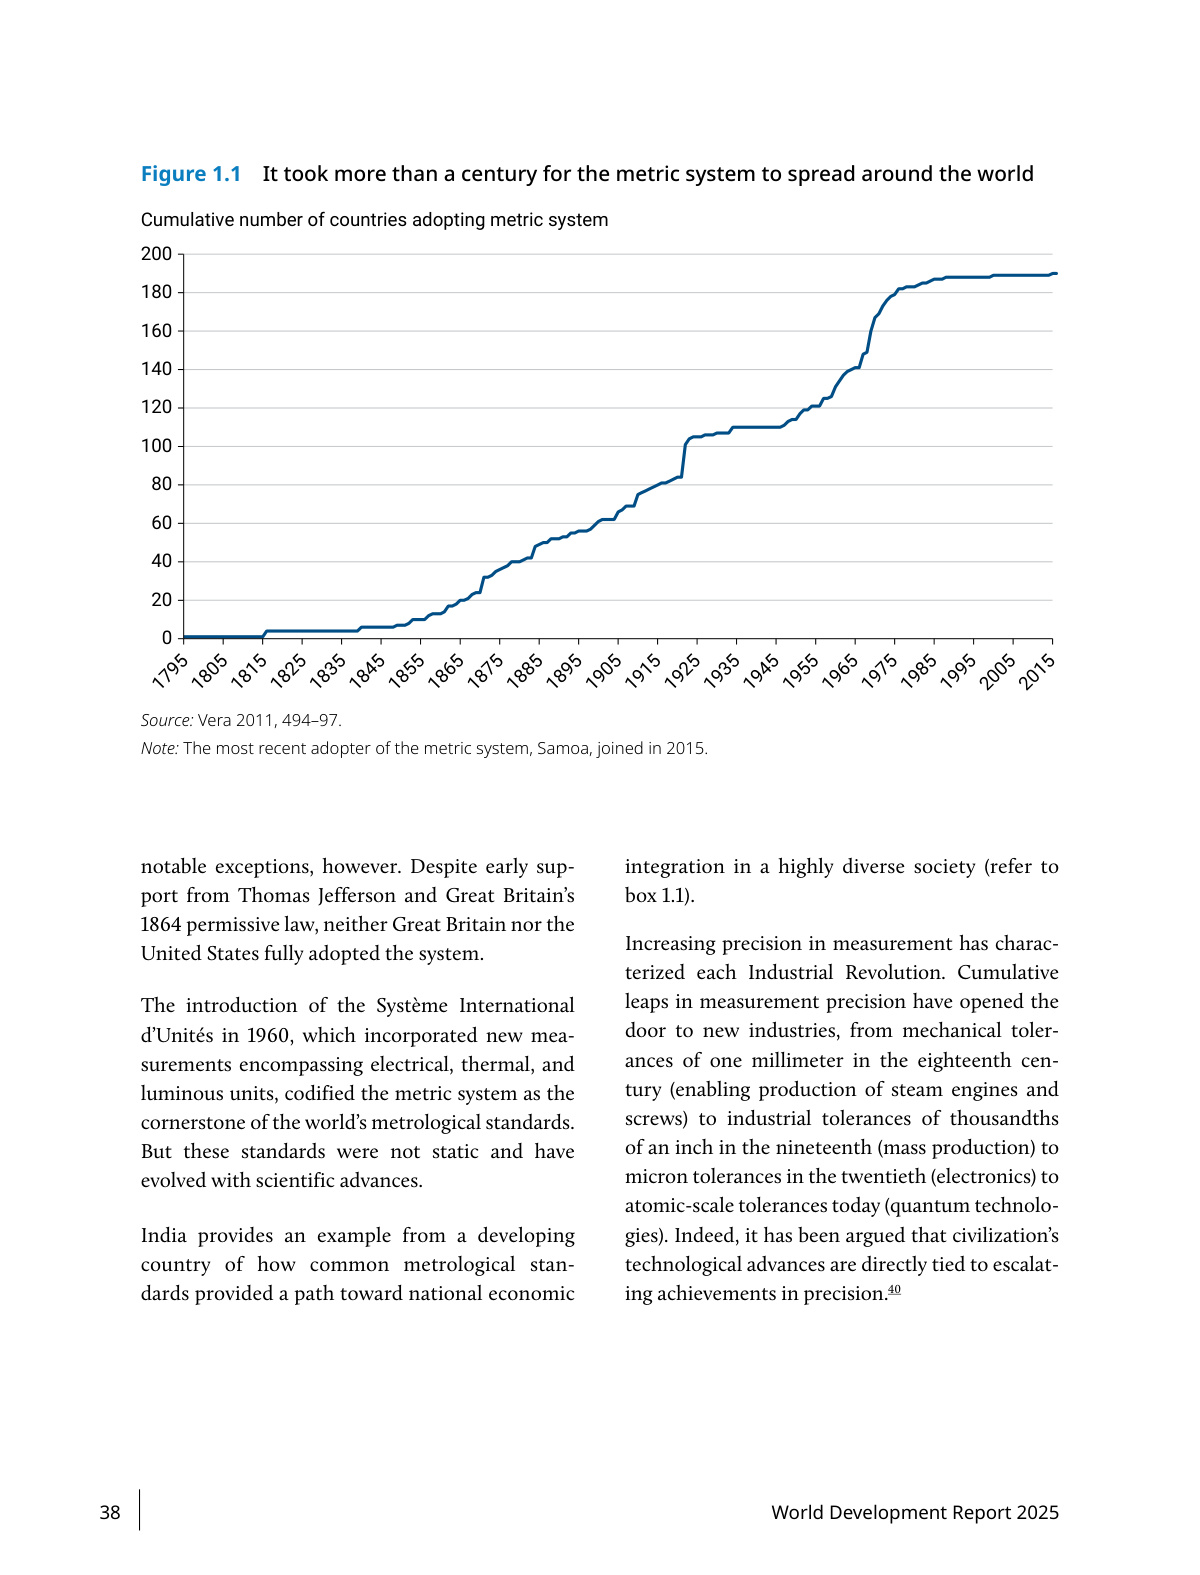 Figure 1.1 It took more than a century for the metric system to spread around the world
Cumulative number of countries adopting metric system
200
180
160
140
120
100
80
60
40
20
0
1795
1805
1815
1825
1835
1845
1855
1865
1875
1885
1895
1905
1915
1925
1935
1945
1955
1965
1975
1985
1995
2005
2015
Source: Vera 2011, 494–97.
Note: The most recent adopter of the metric system, Samoa, joined in 2015.
notable exceptions, however. Despite early sup-
port from Thomas Jefferson and Great Britain’s
1864 permissive law, neither Great Britain nor the
United States fully adopted the system.
The introduction of the Système International
d’Unités in 1960, which incorporated new mea-
surements encompassing electrical, thermal, and
luminous units, codified the metric system as the
cornerstone of the world’s metrological standards.
But these standards were not static and have
evolved with scientific advances.
India provides an example from a developing
country of how common metrological stan-
dards provided a path toward national economic
integration in a highly diverse society (refer to
box 1.1).
Increasing precision in measurement has charac-
terized each Industrial Revolution. Cumulative
leaps in measurement precision have opened the
door to new industries, from mechanical toler-
ances of one millimeter in the eighteenth cen-
tury (enabling production of steam engines and
screws) to industrial tolerances of thousandths
of an inch in the nineteenth (mass production) to
micron tolerances in the twentieth (electronics) to
atomic-scale tolerances today (quantum technolo-
gies). Indeed, it has been argued that civilization’s
technological advances are directly tied to escalat-
ing achievements in precision.40
38
World Development Report 2025